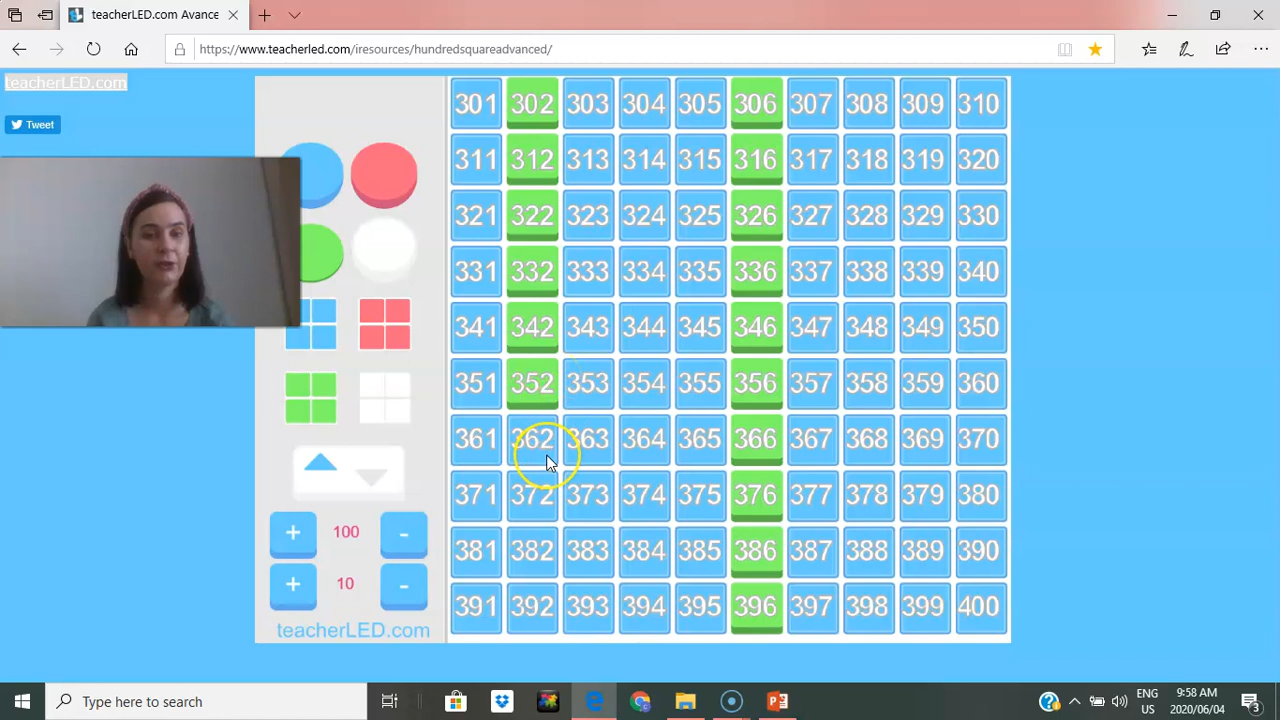 teacherLED.com Advance
https://www.teacherled.com/iresources/hundredsquareadvanced/
teacherLED.com
Tweet
301 302 303 304 305 306 307 308 309 310
311 312 313 314 315 316 317 318 319 320
321 322 323 324 325 326 327 328 329 330
331 332 333 334 335 336 337 338 339 340
341 342 343 344 345 346 347 348 349 350
351 352 353 354 355 356 357 358 359 360
361 362 363 364 365 366 367 368 369 370
371 372 373 374 375 376 377 378 379 380
381 382 383 384 385 386 387 388 389 390
391 392 393 394 395 396 397 398 399 400
+ 100 -
+ 10 -
teacherLED.com
Type here to search
ENG
US
9:58 AM
2020/06/04
3